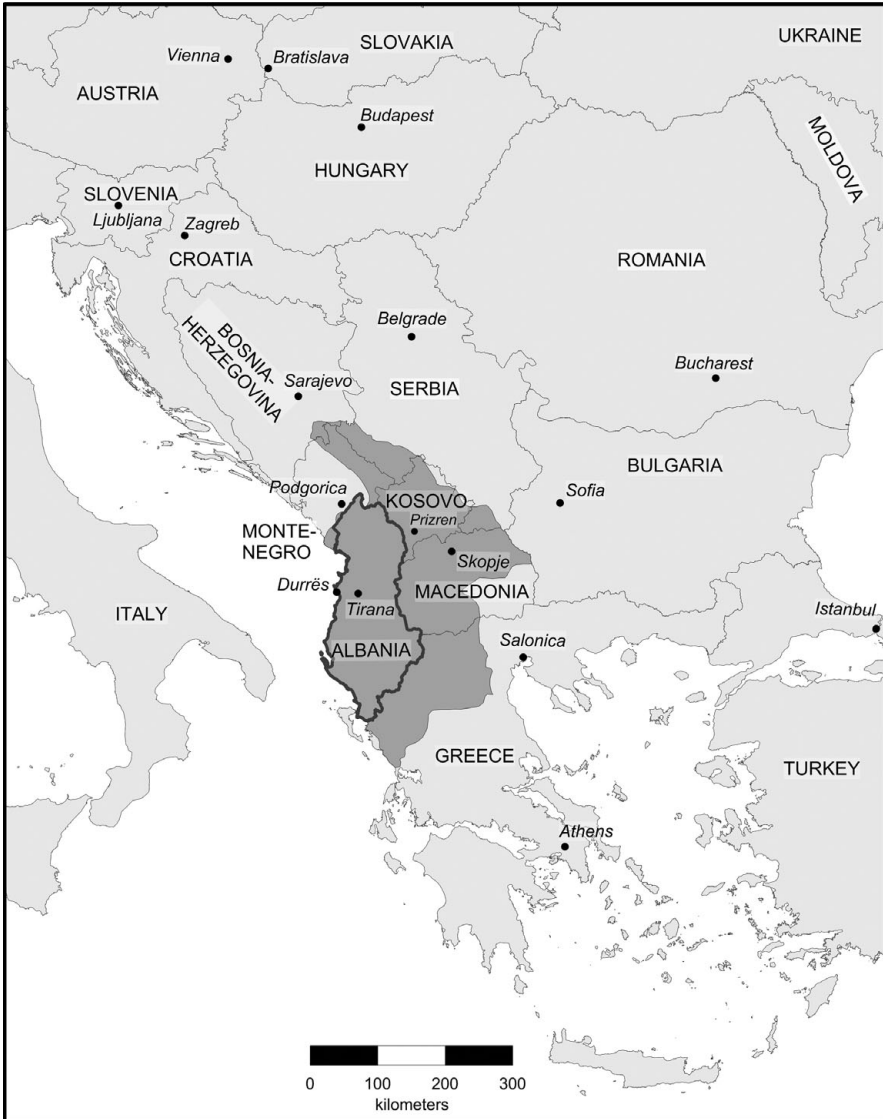 SLOVAKIA
UKRAINE
Vienna
Bratislava
AUSTRIA
Budapest
MOLDOVA
HUNGARY
SLOVENIA
Ljubljana
Zagreb
CROATIA
ROMANIA
Belgrade
BOSNIA-
HERZEGOVINA
Sarajevo
SERBIA
Bucharest
BULGARIA
Podgorica
KOSOVO
Sofia
Prizren
MONTE-
NEGRO
Skopje
Durrës
Tirana
MACEDONIA
ITALY
Istanbul
ALBANIA
Salonica
GREECE
TURKEY
Athens
0 100 200 300
kilometers